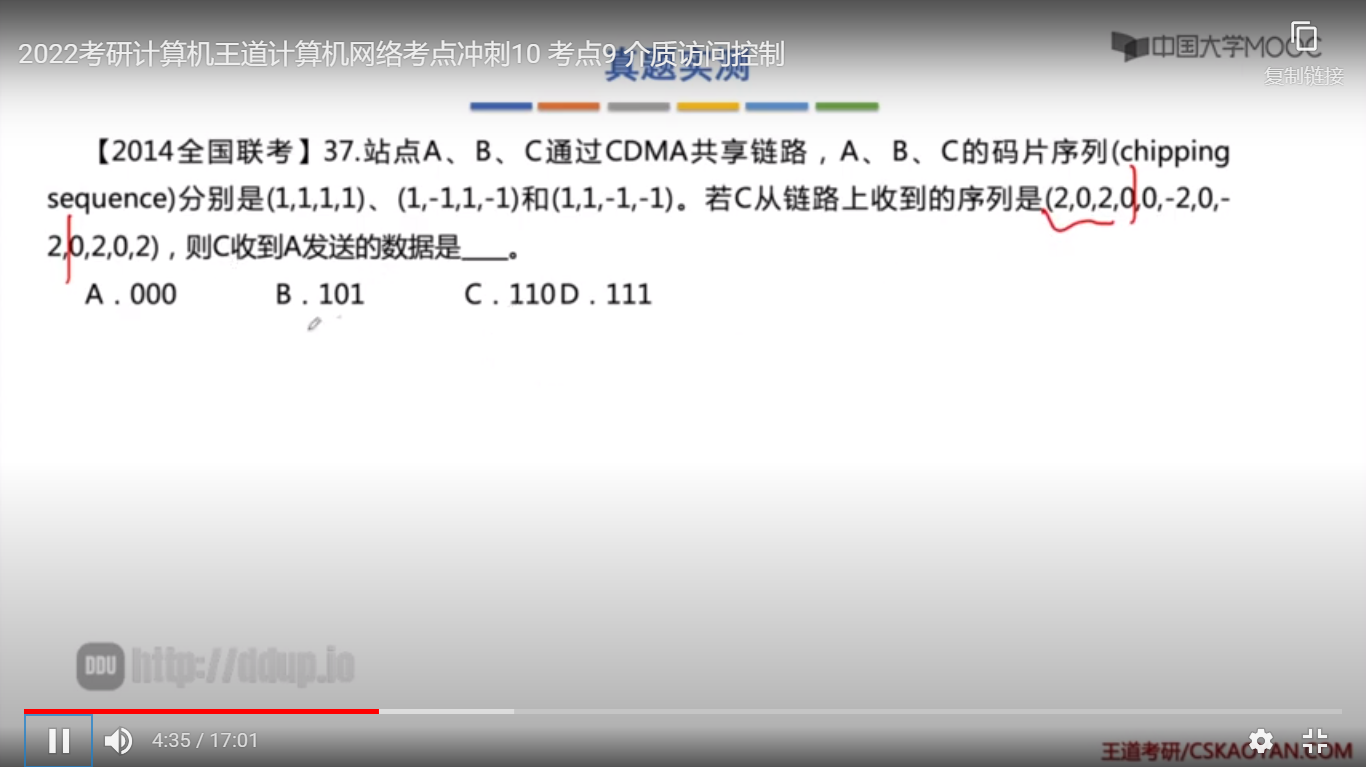 2022考研计算机王道计算机网络考点冲刺10 考点9 介质访问控制
真题实测
中国大学MOOC
复制链接
【2014全国联考】37.站点A、B、C通过CDMA共享链路，A、B、C的码片序列(chipping
sequence)分别是(1,1,1,1)、(1,-1,1,-1)和(1,1,-1,-1)。若C从链路上收到的序列是(2,0,2,0,0,-2,0,-
2,0,2,0,2)，则C收到A发送的数据是____。
A．000 B．101 C．110 D．111
DDU http://ddup.io
4:35 / 17:01
王道考研/CSKAOYAN.COM